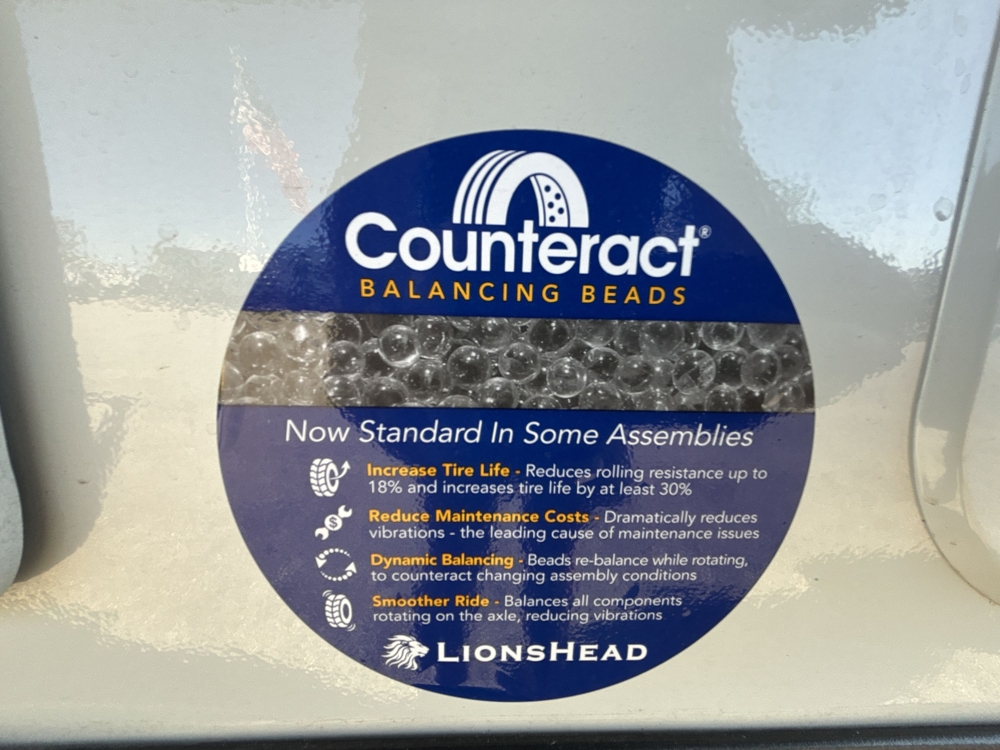 Counteract®
BALANCING BEADS
Now Standard In Some Assemblies
Increase Tire Life - Reduces rolling resistance up to
18% and increases tire life by at least 30%
$
Reduce Maintenance Costs - Dramatically reduces
vibrations - the leading cause of maintenance issues
Dynamic Balancing - Beads re-balance while rotating,
to counteract changing assembly conditions
Smoother Ride - Balances all components
rotating on the axle, reducing vibrations
LIONSHEAD